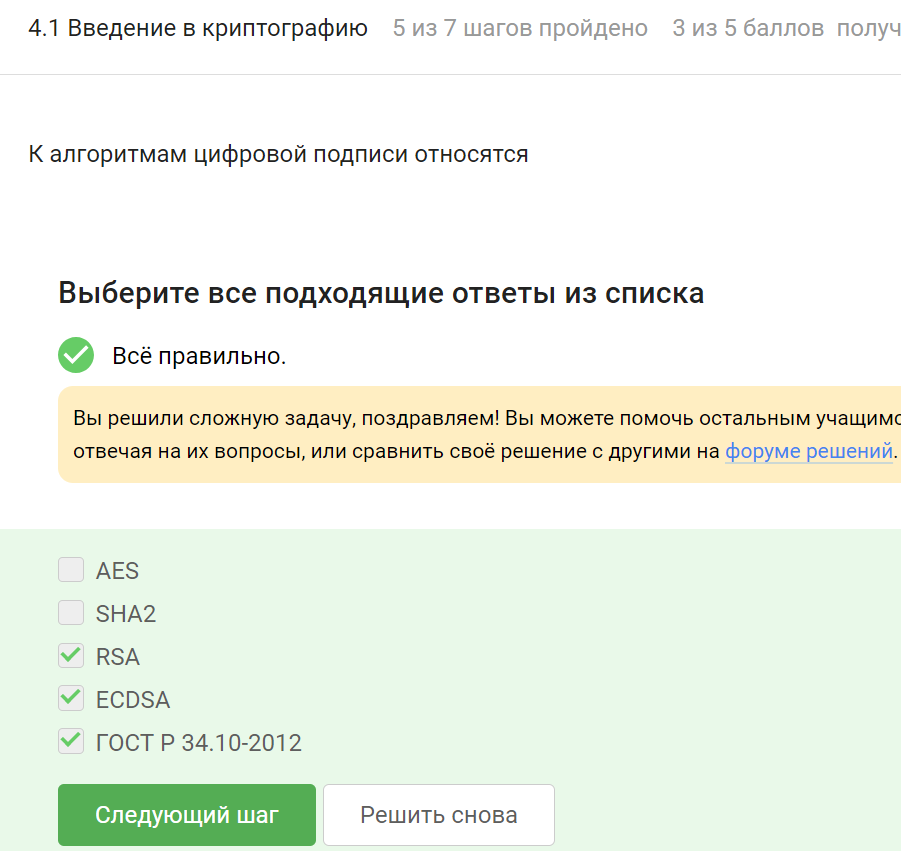 4.1 Введение в криптографию 5 из 7 шагов пройдено 3 из 5 баллов получ
К алгоритмам цифровой подписи относятся
Выберите все подходящие ответы из списка
Всё правильно.
Вы решили сложную задачу, поздравляем! Вы можете помочь остальным учащимс
отвечая на их вопросы, или сравнить своё решение с другими на форуме решений.
AES
SHA2
RSA
ECDSA
ГОСТ Р 34.10-2012
Следующий шаг Решить снова